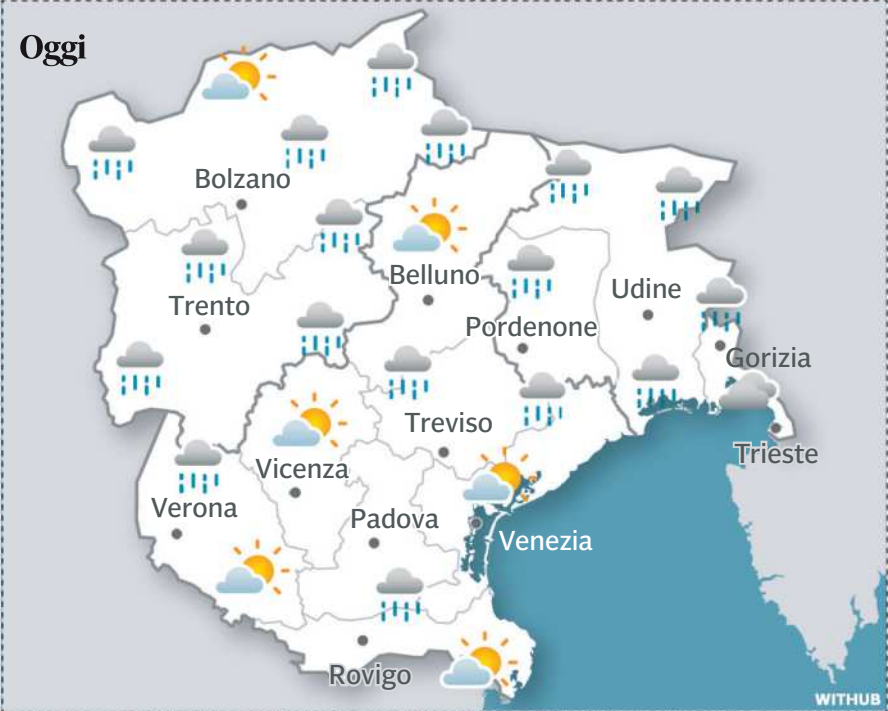 Oggi
Bolzano
Belluno
Trento
Udine
Pordenone
Gorizia
Treviso
Trieste
Vicenza
Verona
Padova
Venezia
Rovigo
WITHUB